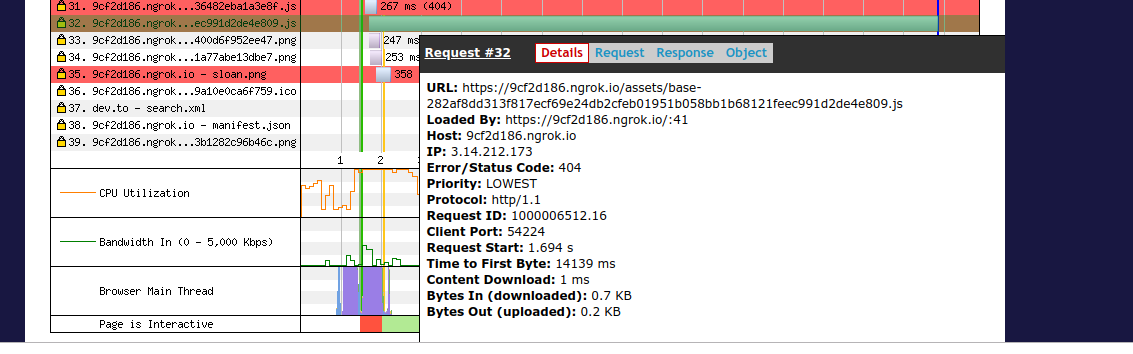 31. 9cf2d186.ngrok...36482eba1a3e8f.js 267 ms (404)
32. 9cf2d186.ngrok...ec991d2de4e809.js
33. 9cf2d186.ngrok...400d6f952ee47.png 247 ms
34. 9cf2d186.ngrok...1a77abe13dbe7.png 253 ms
35. 9cf2d186.ngrok.io - sloan.png 358
36. 9cf2d186.ngrok...9a10e0ca6f759.ico
37. dev.to - search.xml
38. 9cf2d186.ngrok.io - manifest.json
39. 9cf2d186.ngrok...3b1282c96b46c.png
1 2
CPU Utilization
Bandwidth In (0 - 5,000 Kbps)
Browser Main Thread
Page is Interactive
Request #32 Details Request Response Object
URL: https://9cf2d186.ngrok.io/assets/base-
282af8dd313f817ecf69e24db2cfeb01951b058bb1b68121feec991d2de4e809.js
Loaded By: https://9cf2d186.ngrok.io/:41
Host: 9cf2d186.ngrok.io
IP: 3.14.212.173
Error/Status Code: 404
Priority: LOWEST
Protocol: http/1.1
Request ID: 1000006512.16
Client Port: 54224
Request Start: 1.694 s
Time to First Byte: 14139 ms
Content Download: 1 ms
Bytes In (downloaded): 0.7 KB
Bytes Out (uploaded): 0.2 KB